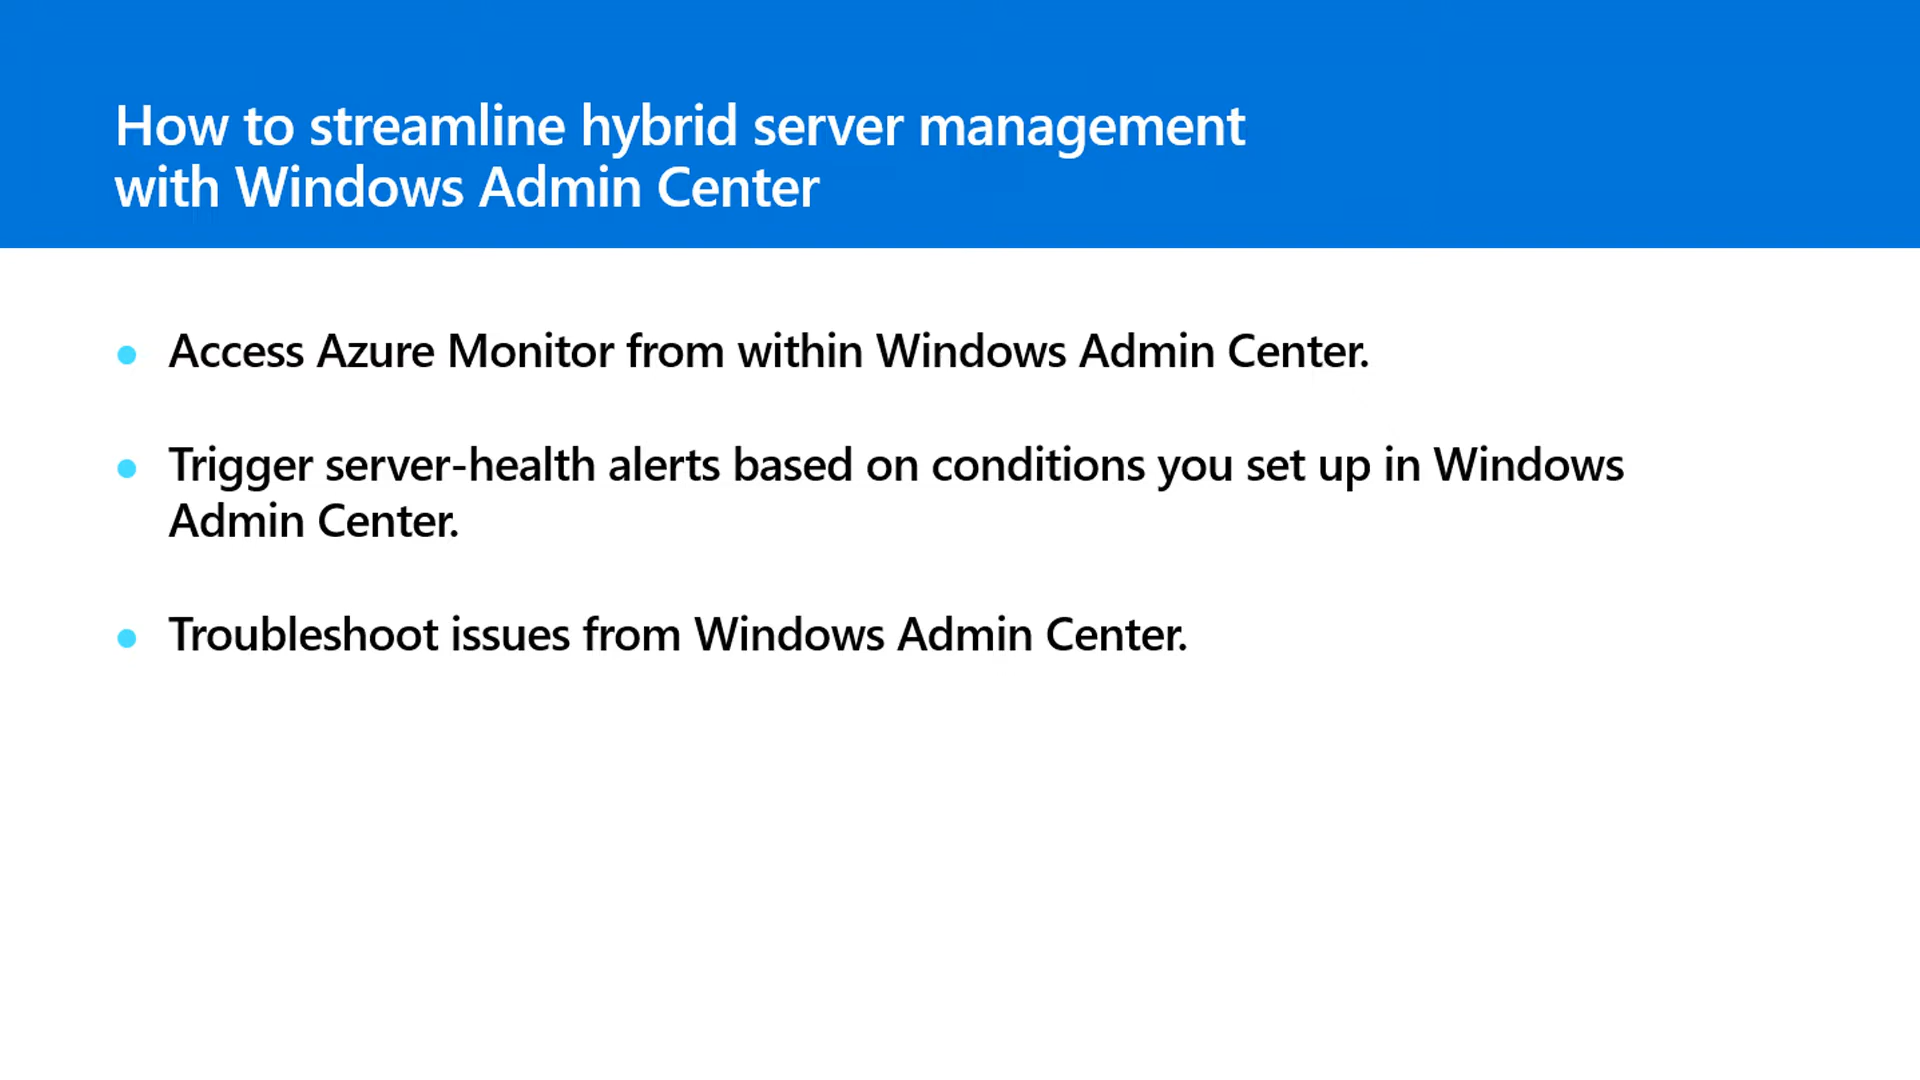 How to streamline hybrid server management
with Windows Admin Center
Access Azure Monitor from within Windows Admin Center.
Trigger server-health alerts based on conditions you set up in Windows
Admin Center.
Troubleshoot issues from Windows Admin Center.